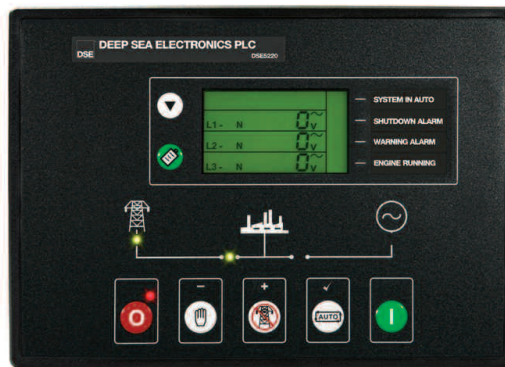 DSE DEEP SEA ELECTRONICS PLC
DSE5220
L1- N 0v
L2- N 0v
L3- N 0v
SYSTEM IN AUTO
SHUTDOWN ALARM
WARNING ALARM
ENGINE RUNNING
O
AUTO
I